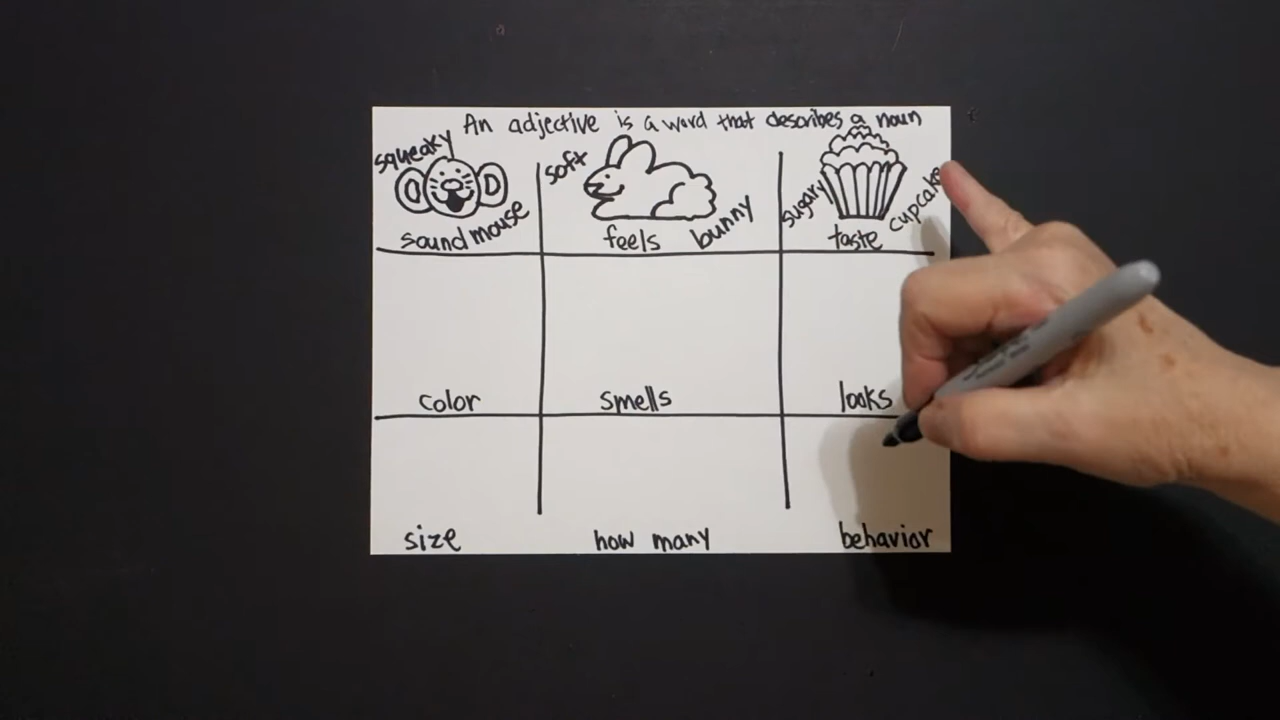 An adjective is a word that describes a noun
squeaky
sound mouse
soft
feels bunny
sugary
taste cupcake
color
smells
looks
size
how many
behavior